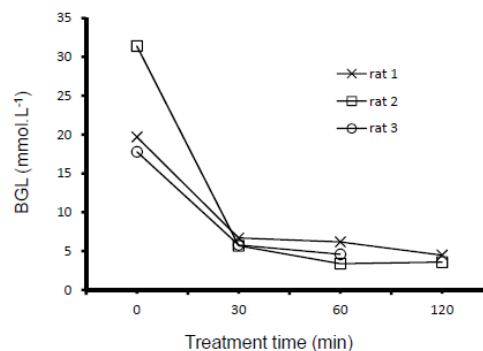 35
30
25
20
15
10
5
0
BGL (mmol.L-1)
rat 1
rat 2
rat 3
0 30 60 120
Treatment time (min)